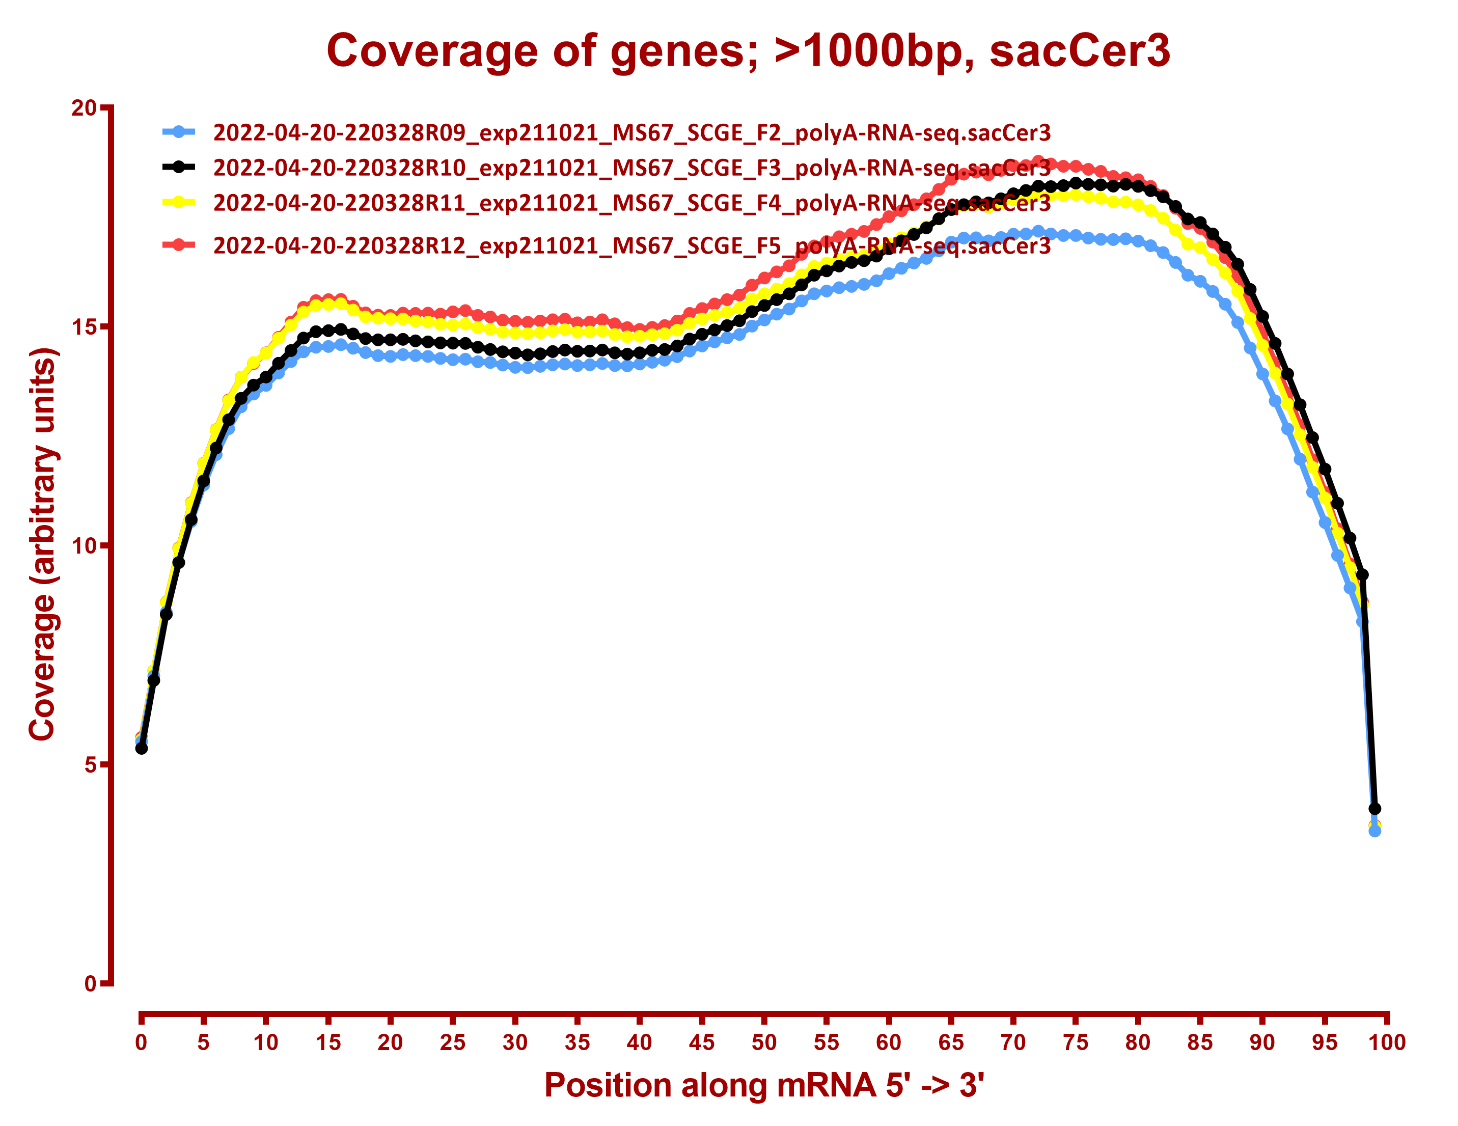 Coverage of genes; >1000bp, sacCer3
20
2022-04-20-220328R09_exp211021_MS67_SCGE_F2_polyA-RNA-seq.sacCer3
2022-04-20-220328R10_exp211021_MS67_SCGE_F3_polyA-RNA-seq.sacCer3
2022-04-20-220328R11_exp211021_MS67_SCGE_F4_polyA-RNA-seq.sacCer3
2022-04-20-220328R12_exp211021_MS67_SCGE_F5_polyA-RNA-seq.sacCer3
15
10
5
0
Coverage (arbitrary units)
0 5 10 15 20 25 30 35 40 45 50 55 60 65 70 75 80 85 90 95 100
Position along mRNA 5' -> 3'